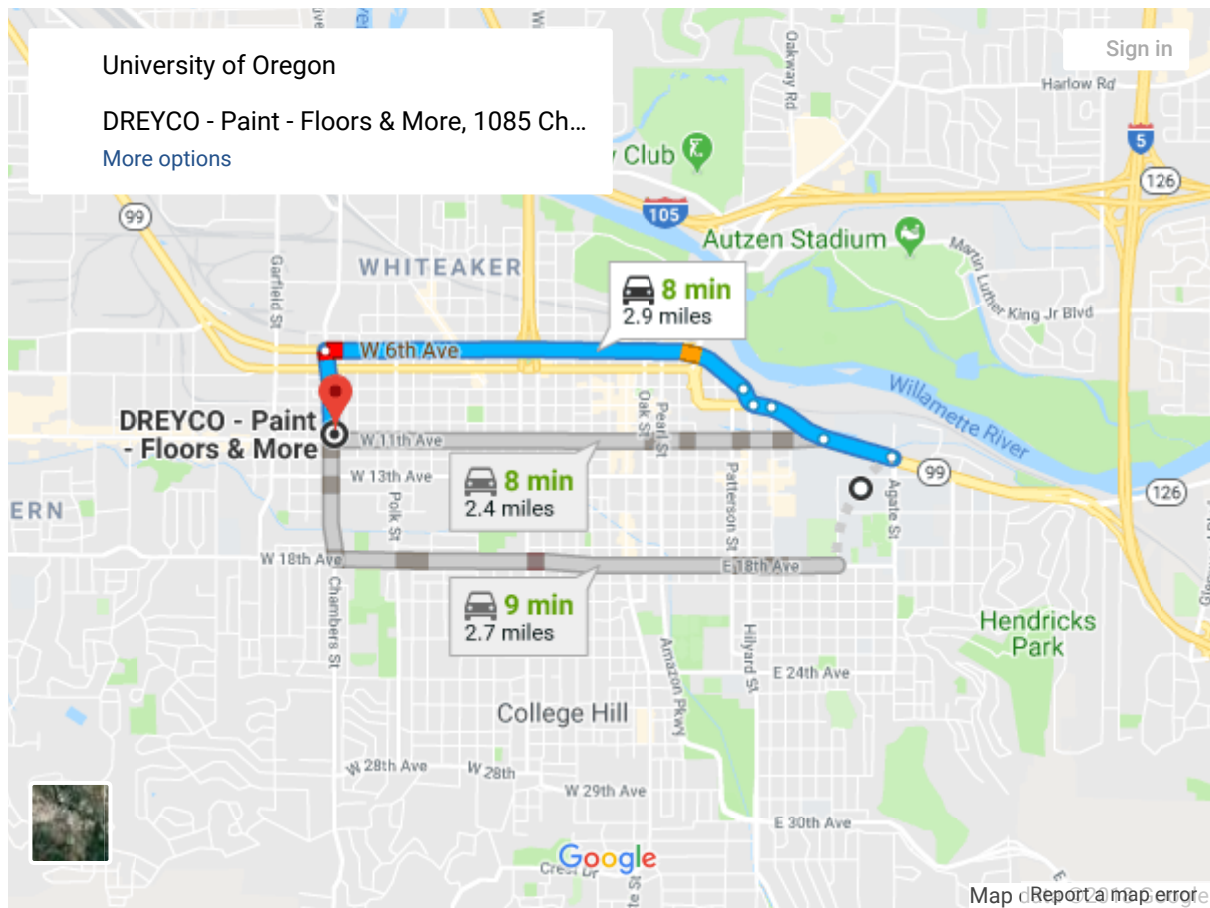 University of Oregon
DREYCO - Paint - Floors & More, 1085 Ch...
More options
Sign in
Oakway Rd
Harlow Rd
5
y Club
126
99
105
Autzen Stadium
Martin Luther King Jr Blvd
Garfield St
WHITEAKER
8 min
2.9 miles
W 6th Ave
Willamette River
DREYCO - Paint
- Floors & More
Oak St
Pearl St
W 11th Ave
W 13th Ave
8 min
2.4 miles
Polk St
Patterson St
Agate St
99
126
ERN
W 18th Ave
E 18th Ave
9 min
2.7 miles
Chambers St
Amazon Pkwy
Hilyard St
Hendricks
Park
E 24th Ave
College Hill
W 28th Ave
W 28th
W 29th Ave
E 30th Ave
Google
Map
Report a map error